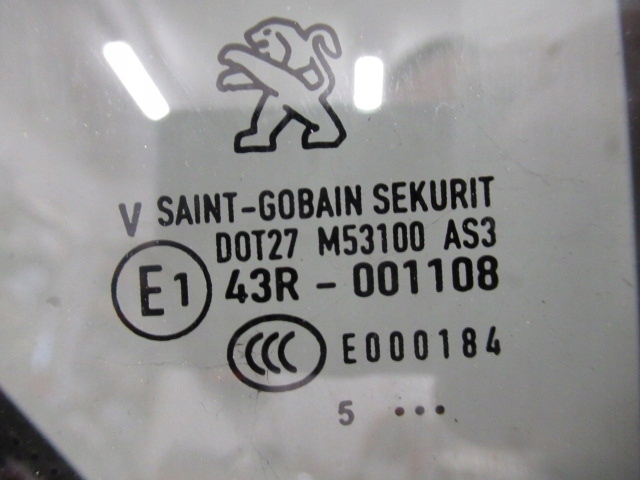 V SAINT-GOBAIN SEKURIT
DOT27 M53100 AS3
E1 43R - 001108
CCC E000184
5 •••